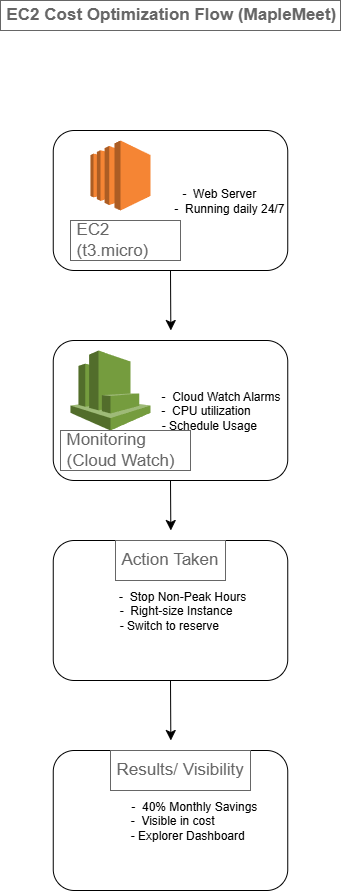 EC2 Cost Optimization Flow (MapleMeet)
- Web Server
- Running daily 24/7
EC2
(t3.micro)
- Cloud Watch Alarms
- CPU utilization
- Schedule Usage
Monitoring
(Cloud Watch)
Action Taken
- Stop Non-Peak Hours
- Right-size Instance
- Switch to reserve
Results/ Visibility
- 40% Monthly Savings
- Visible in cost
- Explorer Dashboard